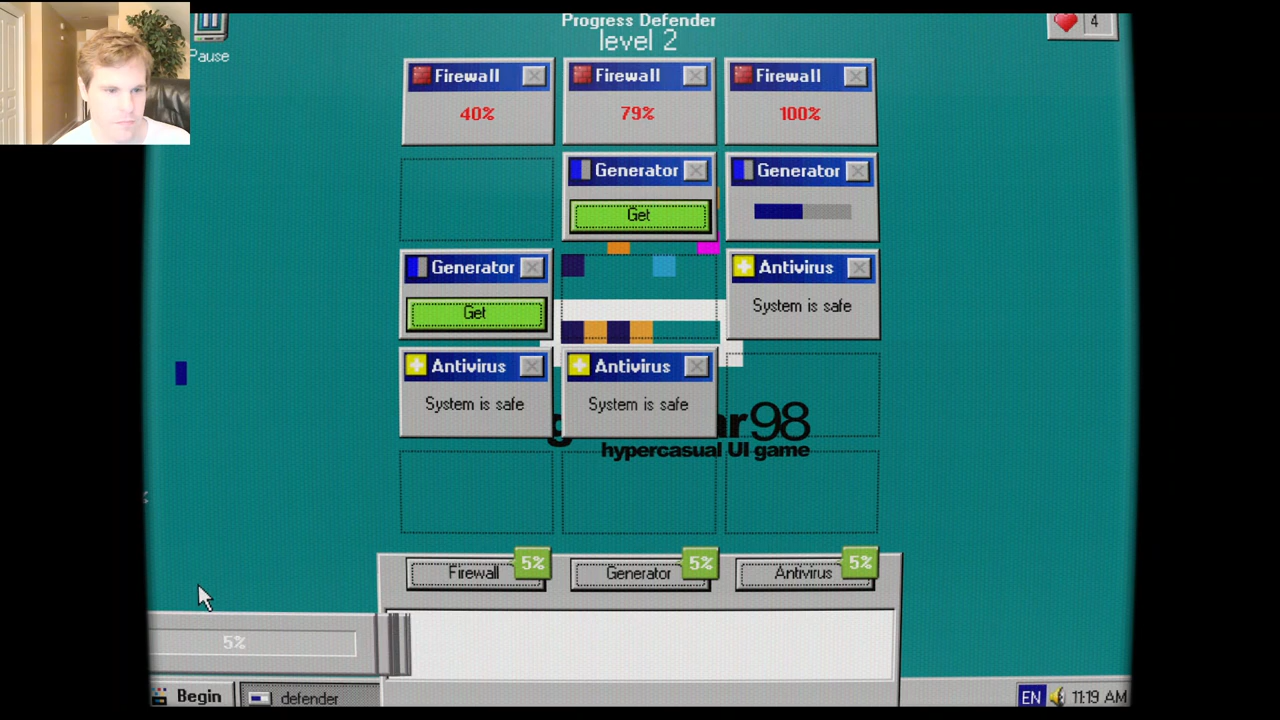 Progress Defender
level 2
4
Pause
Firewall
Firewall
Firewall
40%
79%
100%
Generator
Generator
Get
Generator
Antivirus
Get
System is safe
Antivirus
Antivirus
System is safe
System is safe
98
hypercasual UI game
5%
5%
5%
Firewall
Generator
Antivirus
5%
Begin
defender
EN
11:19 AM